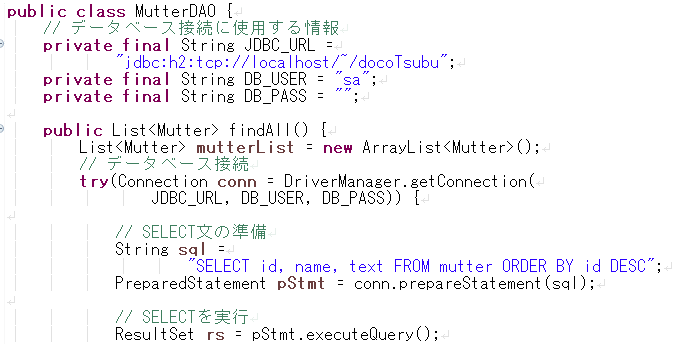 public class MutterDAO {
// データベース接続に使用する情報
private final String JDBC_URL =
"jdbc:h2:tcp://localhost/~/docoTsubu";
private final String DB_USER = "sa";
private final String DB_PASS = "";
public List<Mutter> findAll() {
List<Mutter> mutterList = new ArrayList<Mutter>();
// データベース接続
try(Connection conn = DriverManager.getConnection(
JDBC_URL, DB_USER, DB_PASS)) {
// SELECT文の準備
String sql =
"SELECT id, name, text FROM mutter ORDER BY id DESC";
PreparedStatement pStmt = conn.prepareStatement(sql);
// SELECTを実行
ResultSet rs = pStmt.executeQuery();